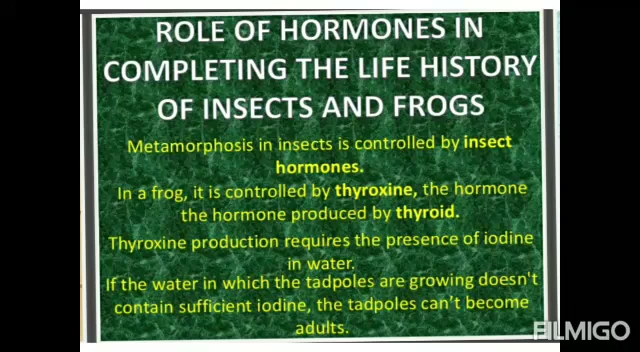 ROLE OF HORMONES IN
COMPLETING THE LIFE HISTORY
OF INSECTS AND FROGS
Metamorphosis in insects is controlled by insect
hormones.
In a frog, it is controlled by thyroxine, the hormone
the hormone produced by thyroid.
Thyroxine production requires the presence of iodine
in water.
If the water in which the tadpoles are growing doesn't
contain sufficient iodine, the tadpoles can't become
adults.
FILMIGO